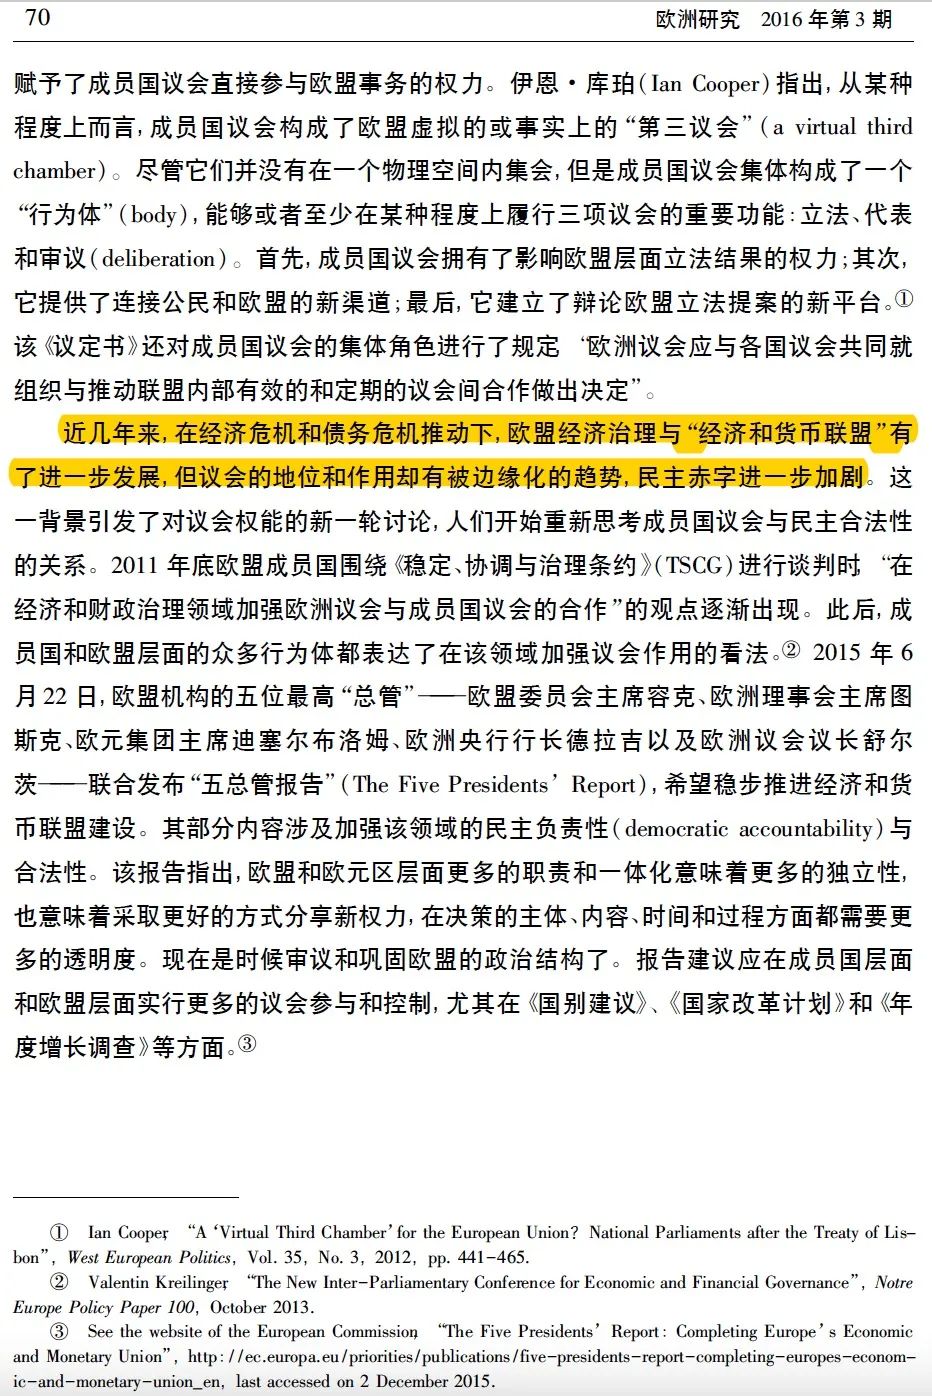 70
欧洲研究 2016 年第 3 期
赋予了成员国议会直接参与欧盟事务的权力。伊恩·库珀(Ian Cooper)指出,从某种
程度上而言,成员国议会构成了欧盟虚拟的或事实上的“第三议会”(a virtual third
chamber)。尽管它们并没有在一个物理空间内集会,但是成员国议会集体构成了一个
“行为体”(body),能够或者至少在某种程度上履行三项议会的重要功能:立法、代表
和审议(deliberation)。首先,成员国议会拥有了影响欧盟层面立法结果的权力;其次,
它提供了连接公民和欧盟的新渠道;最后,它建立了辩论欧盟立法提案的新平台。①
该《议定书》还对成员国议会的集体角色进行了规定 “欧洲议会应与各国议会共同就
组织与推动联盟内部有效的和定期的议会间合作做出决定”。
近几年来,在经济危机和债务危机推动下,欧盟经济治理与“经济和货币联盟”有
了进一步发展,但议会的地位和作用却有被边缘化的趋势,民主赤字进一步加剧。这
一背景引发了对议会权能的新一轮讨论,人们开始重新思考成员国议会与民主合法性
的关系。2011 年底欧盟成员国围绕《稳定、协调与治理条约》(TSCG)进行谈判时,“在
经济和财政治理领域加强欧洲议会与成员国议会的合作”的观点逐渐出现。此后,成
员国和欧盟层面的众多行为体都表达了在该领域加强议会作用的看法。② 2015 年 6
月 22 日,欧盟机构的五位最高“总管”——欧盟委员会主席容克、欧洲理事会主席图
斯克、欧元集团主席迪塞尔布洛姆、欧洲央行行长德拉吉以及欧洲议会议长舒尔
茨——联合发布“五总管报告”(The Five Presidents’ Report),希望稳步推进经济和货
币联盟建设。其部分内容涉及加强该领域的民主负责性(democratic accountability)与
合法性。该报告指出,欧盟和欧元区层面更多的职责和一体化意味着更多的独立性,
也意味着采取更好的方式分享新权力,在决策的主体、内容、时间和过程方面都需要更
多的透明度。现在是时候审议和巩固欧盟的政治结构了。报告建议应在成员国层面
和欧盟层面实行更多的议会参与和控制,尤其在《国别建议》、《国家改革计划》和《年
度增长调查》等方面。③
① Ian Cooper, “A ‘Virtual Third Chamber’ for the European Union? National Parliaments after the Treaty of Lis-
bon”, West European Politics, Vol. 35, No. 3, 2012, pp. 441-465.
② Valentin Kreilinger, “The New Inter-Parliamentary Conference for Economic and Financial Governance”, Notre
Europe Policy Paper 100, October 2013.
③ See the website of the European Commission, “The Five Presidents’ Report: Completing Europe’s Economic
and Monetary Union”, http://ec.europa.eu/priorities/publications/five-presidents-report-completing-europes-econom-
ic-and-monetary-union_en, last accessed on 2 December 2015.